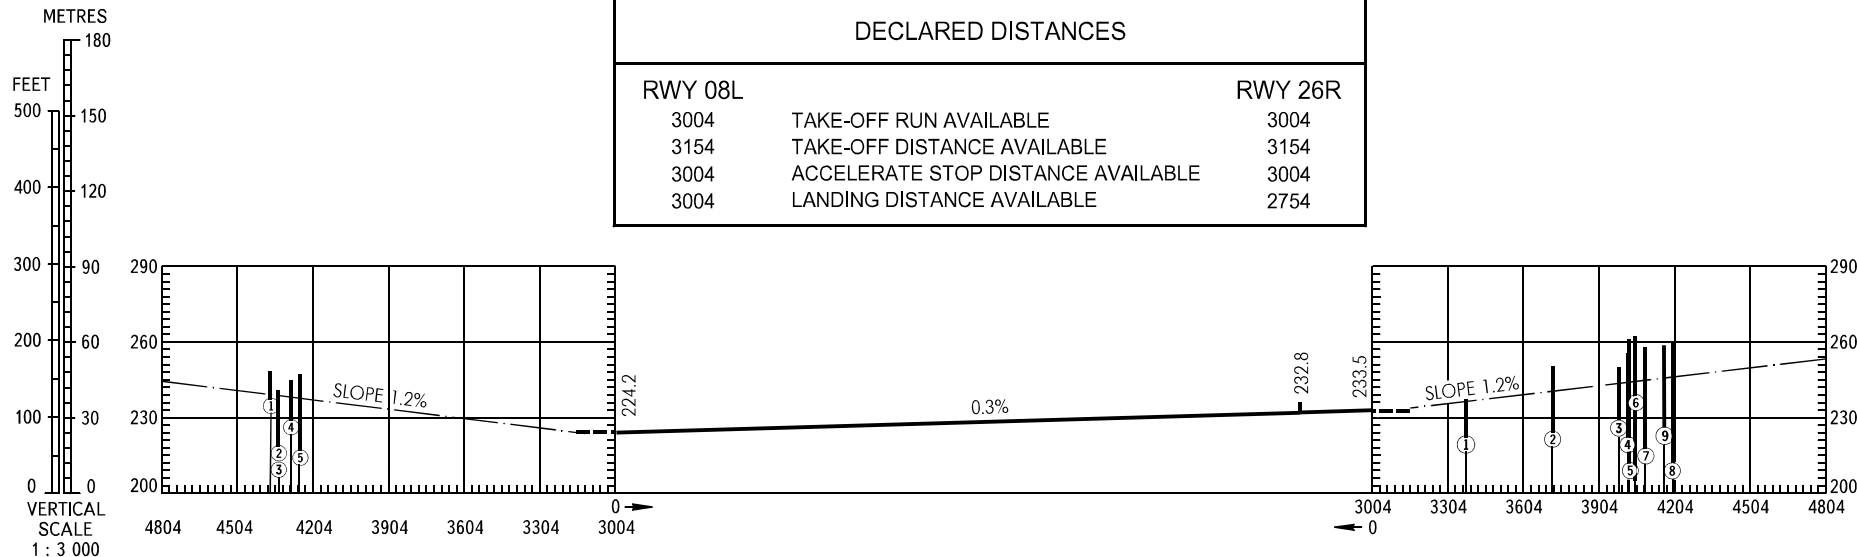 METRES
180
FEET
500
150
400
120
300
90
200
60
100
30
0
0
VERTICAL
SCALE
1 : 3 000
DECLARED DISTANCES
RWY 08L RWY 26R
3004 TAKE-OFF RUN AVAILABLE 3004
3154 TAKE-OFF DISTANCE AVAILABLE 3154
3004 ACCELERATE STOP DISTANCE AVAILABLE 3004
3004 LANDING DISTANCE AVAILABLE 2754
290
260
230
200
SLOPE 1.2%
1
2
3
4
5
4804 4504 4204 3904 3604 3304 3004
0
224.2
0.3%
232.8
233.5
SLOPE 1.2%
1
2
3
4
5
6
7
9
8
290
260
230
200
3004 3304 3604 3904 4204 4504 4804
0